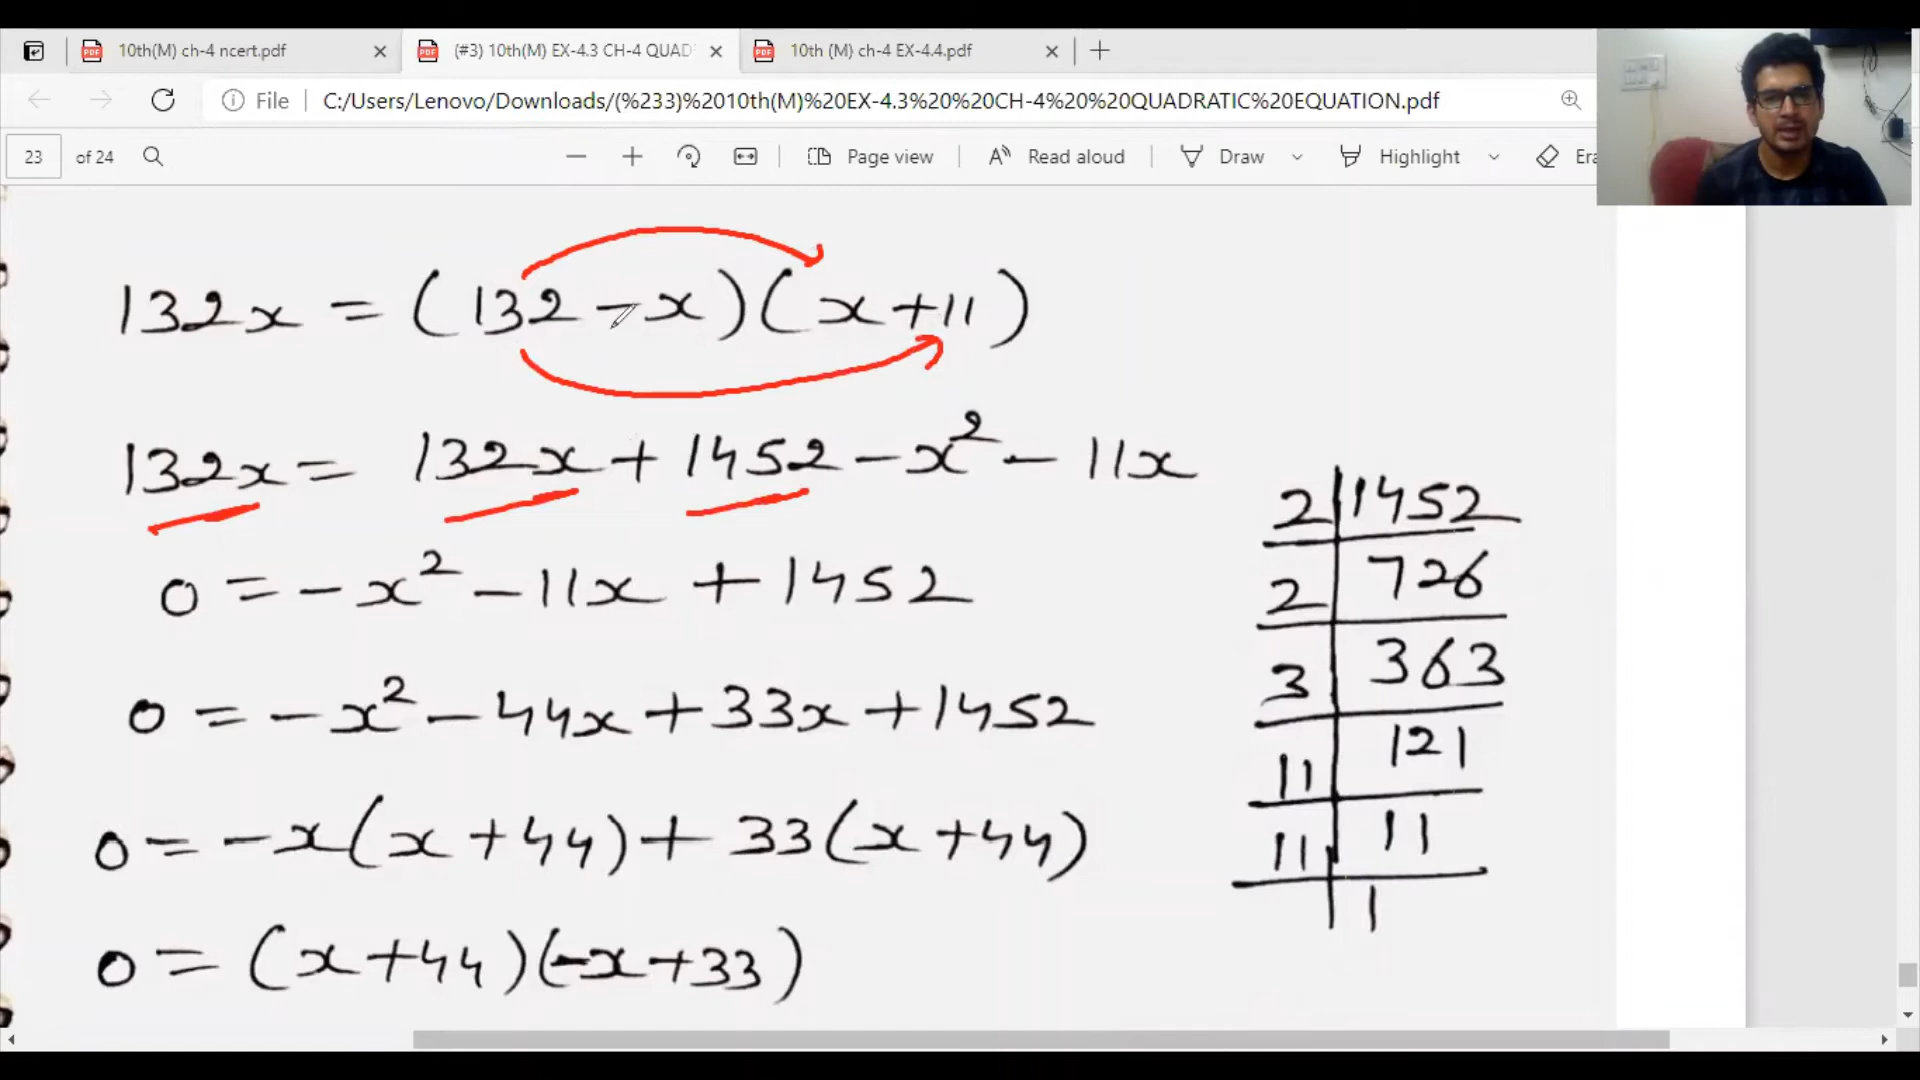 10th(M) ch-4 ncert.pdf
(#3) 10th(M) EX-4.3 CH-4 QUAD
10th (M) ch-4 EX-4.4.pdf
File
C:/Users/Lenovo/Downloads/(%233)%2010th(M)%20EX-4.3%20%20CH-4%20%20QUADRATIC%20EQUATION.pdf
23 of 24
Page view
Read aloud
Draw
Highlight
Era
132x = (132 - x)(x + 11)
132x = 132x + 1452 - x² - 11x
0 = -x² - 11x + 1452
0 = -x² - 44x + 33x + 1452
0 = -x(x + 44) + 33(x + 44)
0 = (x + 44)(-x + 33)
2 | 1452
2 | 726
3 | 363
11 | 121
11 | 11
| 1